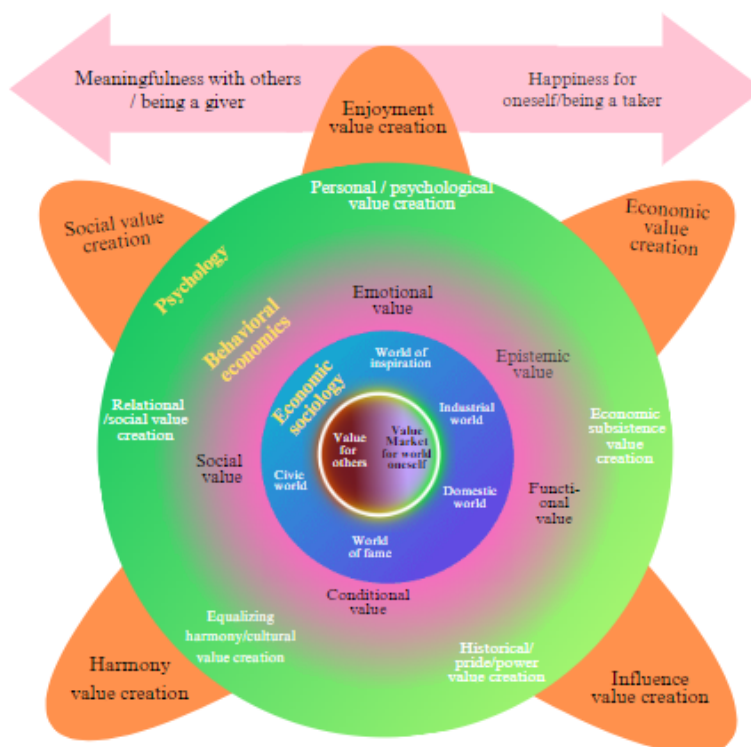 Meaningfulness with others
/ being a giver
Happiness for
oneself/being a taker
Enjoyment
value creation
Social value
creation
Economic
value
creation
Personal / psychological
value creation
Psychology
Behavioral
economics
Economic
sociology
Emotional
value
Epistemic
value
World of
inspiration
Industrial
world
Relational
/social value
creation
Economic
subsistence
value
creation
Social
value
Value
for
others
Value
Market
for world
oneself
Civic
world
Domestic
world
Functi-
onal
value
World
of fame
Conditional
value
Equalizing
harmony/cultural
value creation
Historical/
pride/power
value creation
Harmony
value creation
Influence
value creation